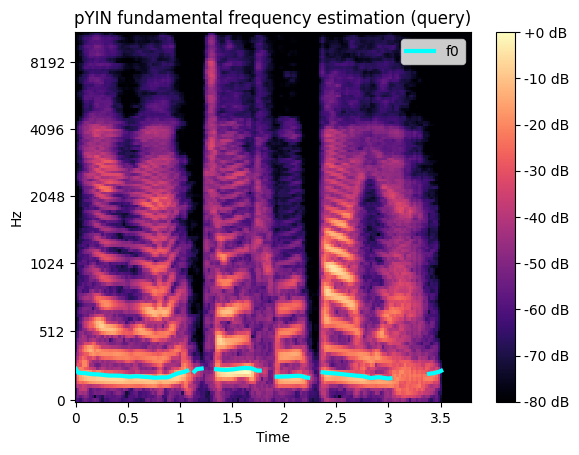 pYIN fundamental frequency estimation (query)
f0
Hz
8192
4096
2048
1024
512
0
0
0.5
1
1.5
2
2.5
3
3.5
Time
+0 dB
-10 dB
-20 dB
-30 dB
-40 dB
-50 dB
-60 dB
-70 dB
-80 dB